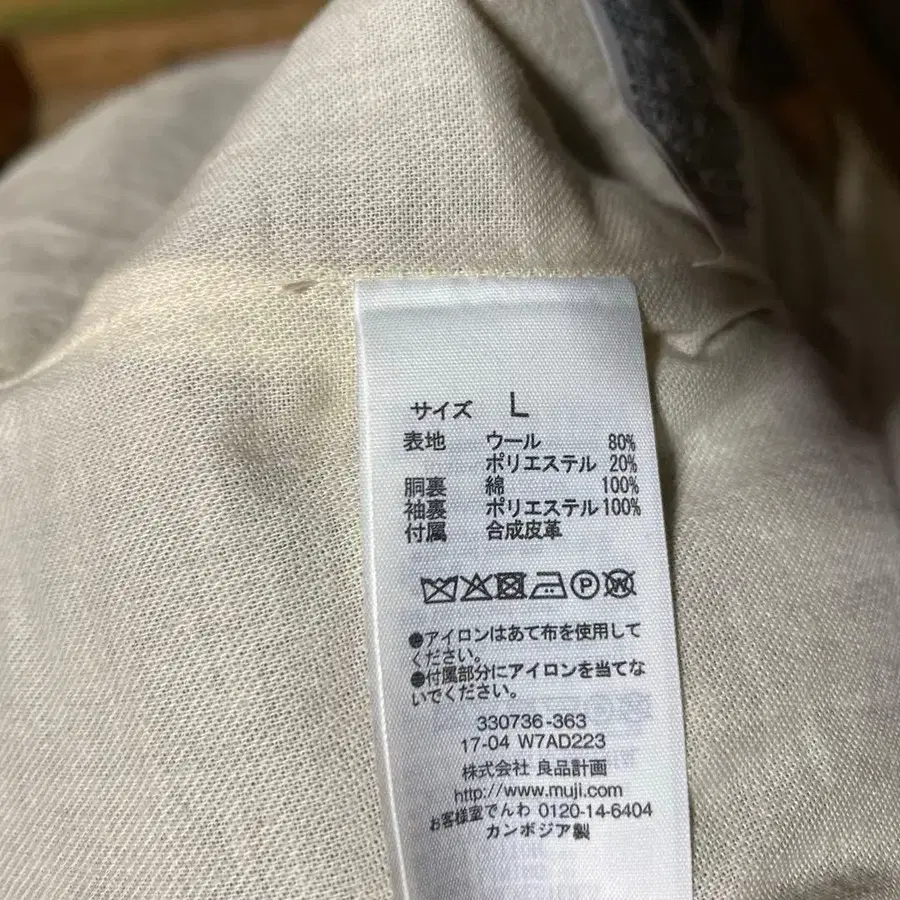 サイズ L
表地 ウール 80%
ポリエステル 20%
胴裏 綿 100%
袖裏 ポリエステル 100%
付属 合成皮革
P W
●アイロンはあて布を使用して
ください。
●付属部分にアイロンを当てな
いでください。
330736-363
17-04 W7AD223
株式会社 良品計画
http://www.muji.com
お客様室でんわ 0120-14-6404
カンボジア製